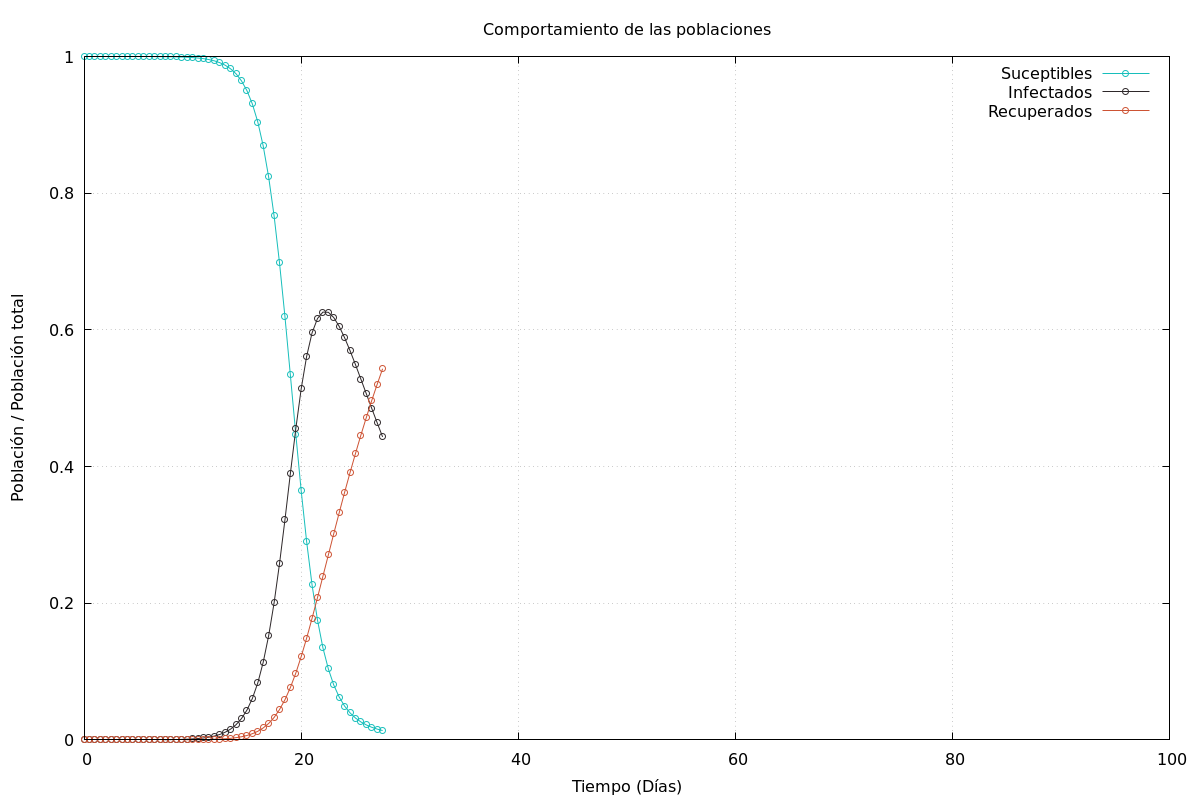 Comportamiento de las poblaciones
Suceptibles
Infectados
Recuperados
Población / Población total
1
0.8
0.6
0.4
0.2
0
0 20 40 60 80 100
Tiempo (Días)